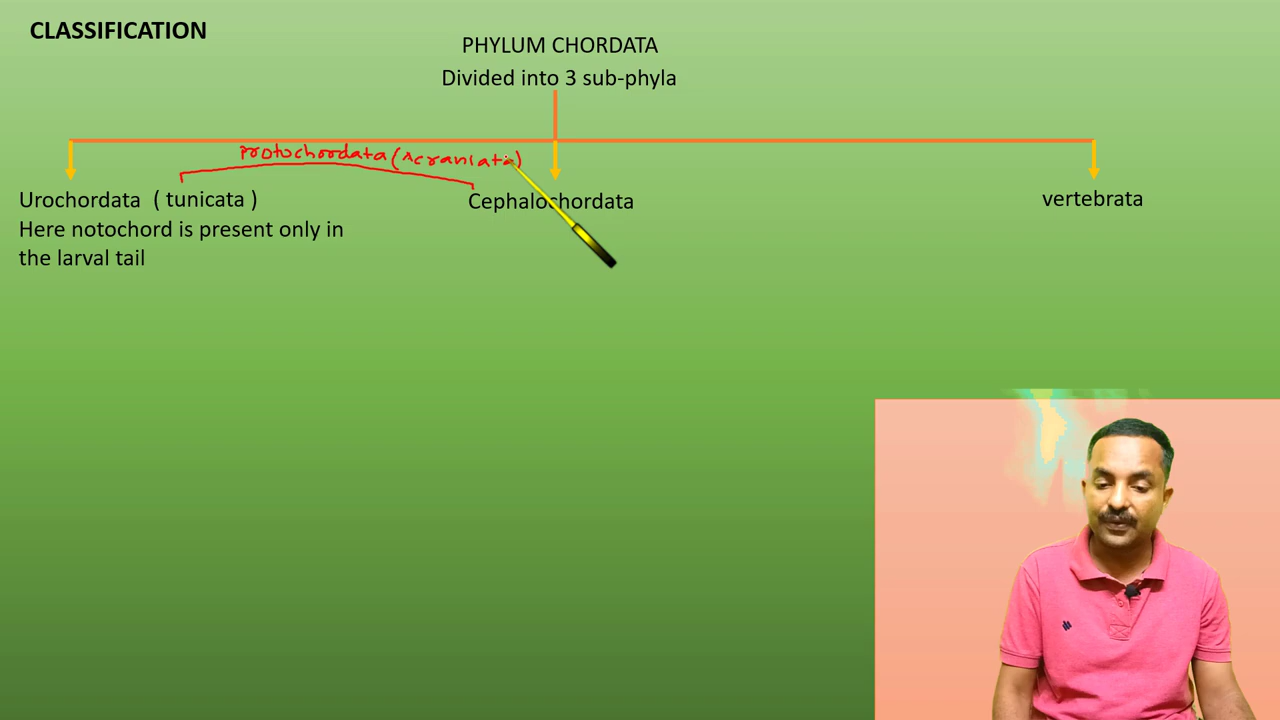 CLASSIFICATION
PHYLUM CHORDATA
Divided into 3 sub-phyla
Protochordata (Acraniata)
Urochordata ( tunicata )
Cephalochordata
vertebrata
Here notochord is present only in
the larval tail